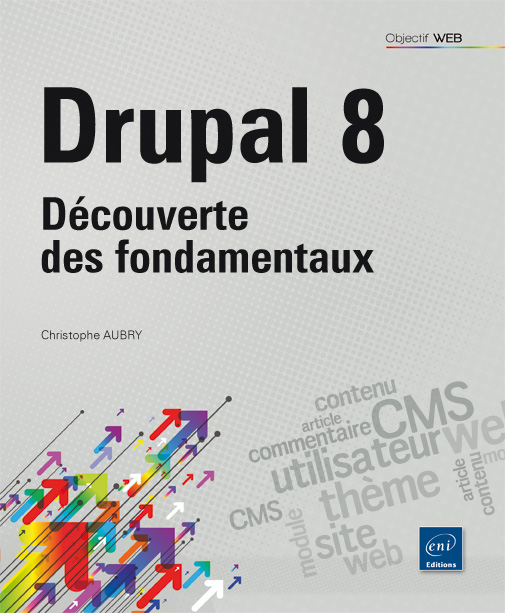 Objectif WEB
Drupal 8
Découverte
des fondamentaux
Christophe AUBRY
contenu
article
CMS
commentaire
utilisateur
web
article
contenu
thème
CMS
module
site
web
eni
Editions